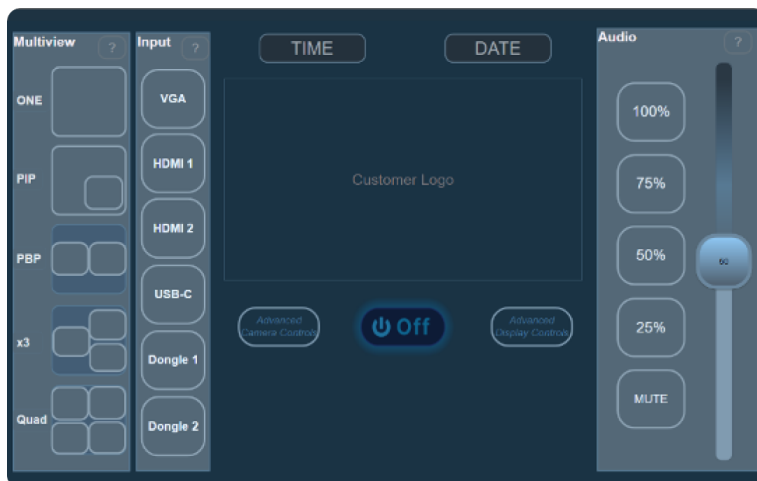 Multiview ?
ONE
PIP
PBP
x3
Quad
Input ?
VGA
HDMI 1
HDMI 2
USB-C
Dongle 1
Dongle 2
TIME
DATE
Customer Logo
Advanced
Camera Controls
Off
Advanced
Display Controls
Audio ?
100%
75%
50%
25%
MUTE